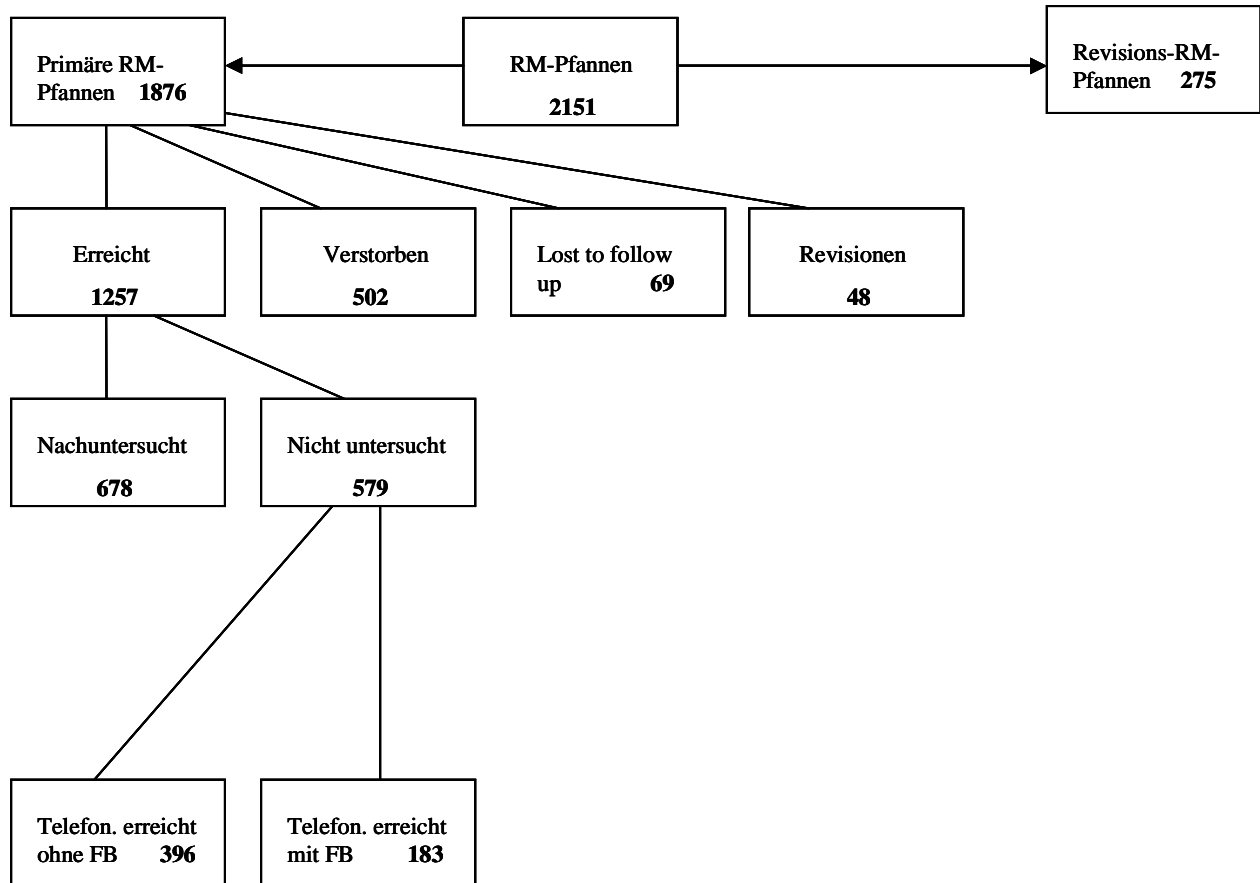 Primäre RM-
Pfannen 1876
RM-Pfannen
2151
Revisions-RM-
Pfannen 275
Erreicht
1257
Verstorben
502
Lost to follow
up 69
Revisionen
48
Nachuntersucht
678
Nicht untersucht
579
Telefon. erreicht
ohne FB 396
Telefon. erreicht
mit FB 183